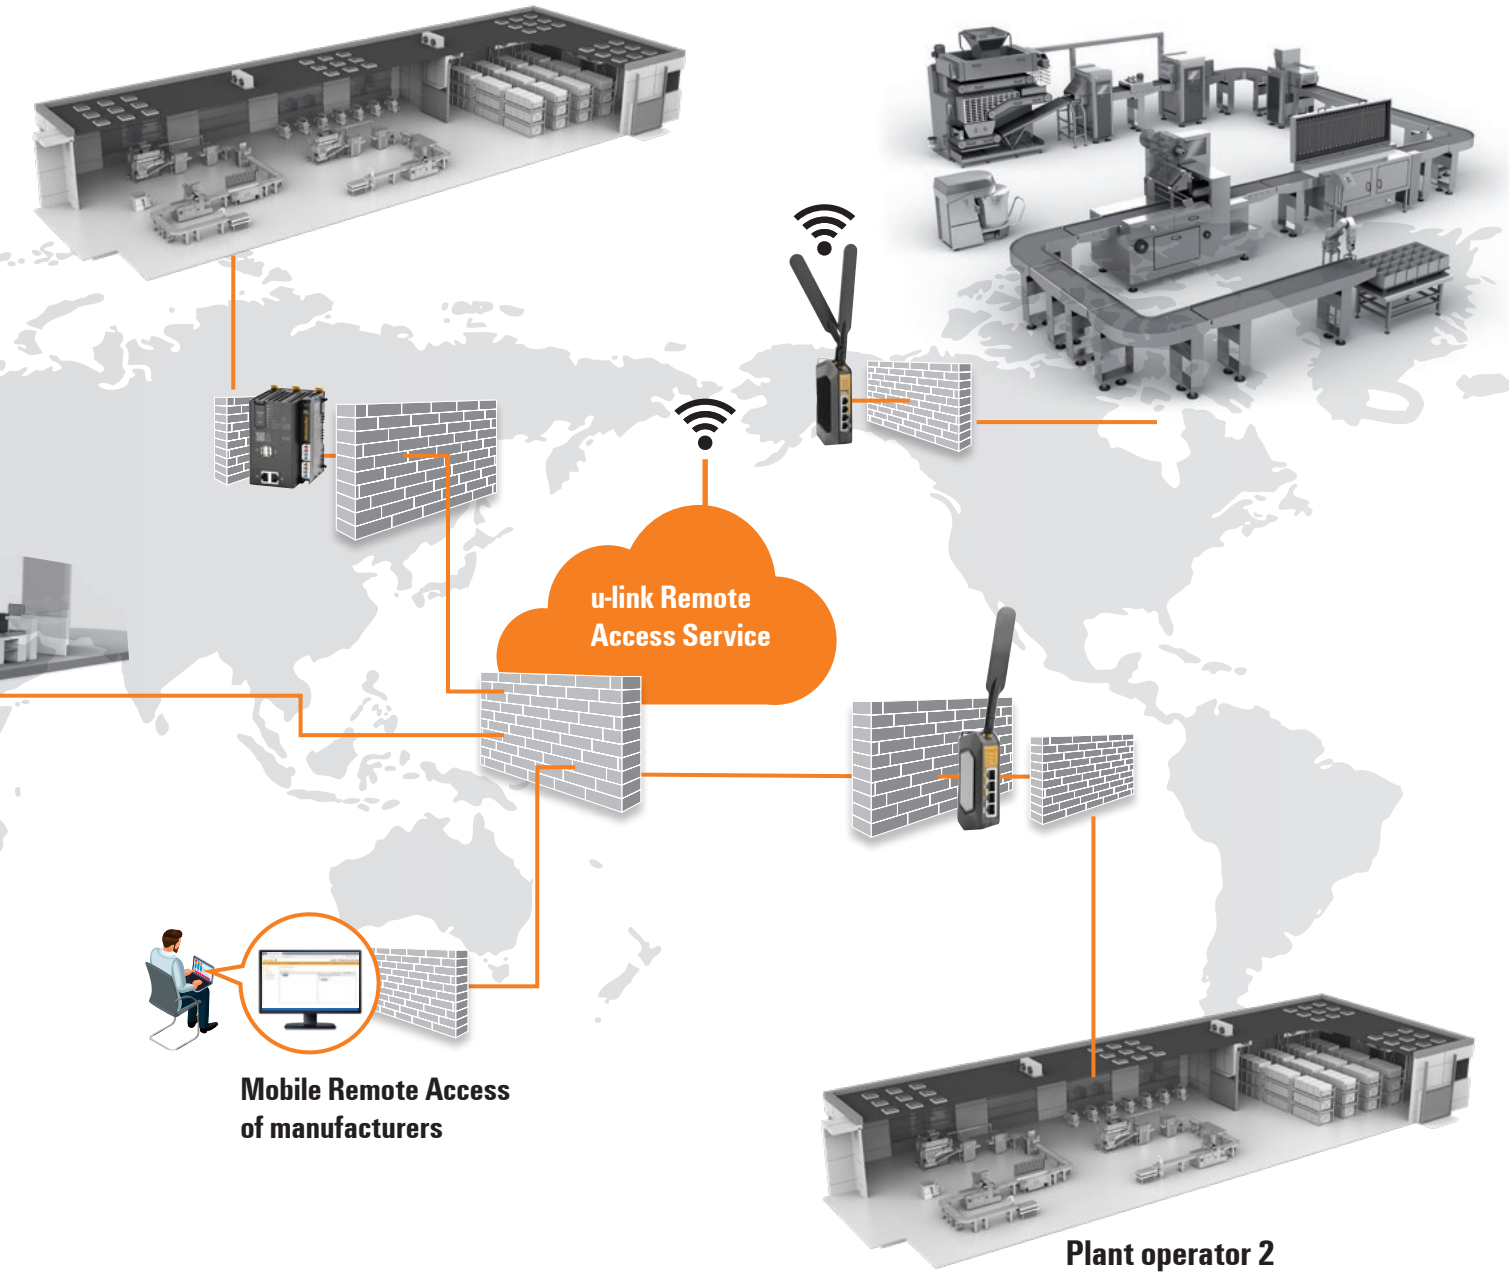 u-link Remote
Access Service
Mobile Remote Access
of manufacturers
Plant operator 2